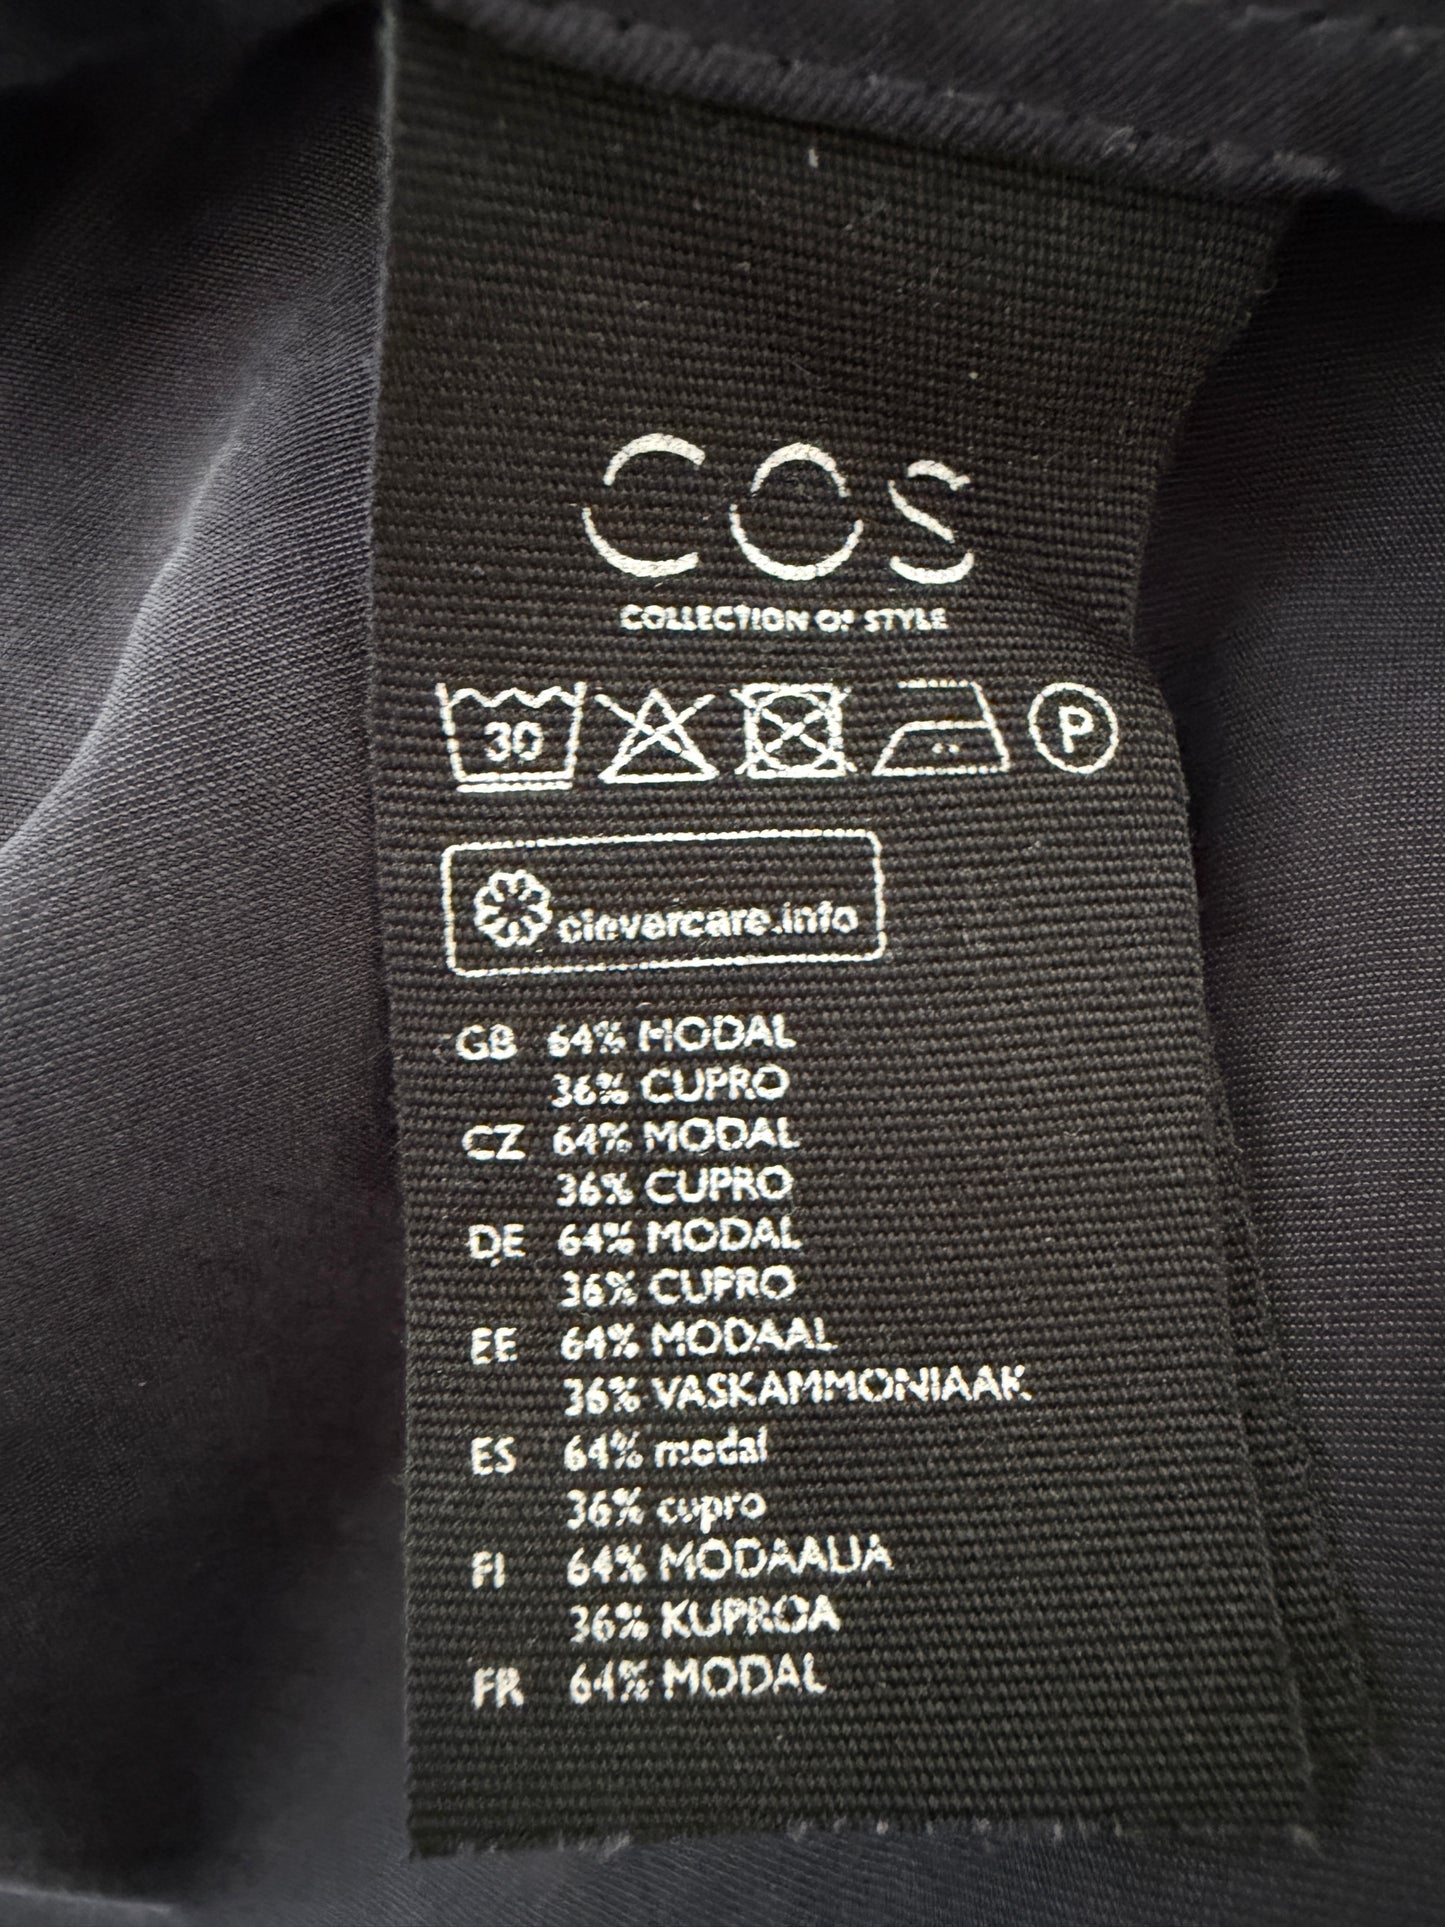 COS
COLLECTION OF STYLE
30 P
clevercare.info
GB 64% MODAL
36% CUPRO
CZ 64% MODAL
36% CUPRO
DE 64% MODAL
36% CUPRO
EE 64% MODAAL
36% VASKAMMONIAAK
ES 64% modal
36% cupro
FI 64% MODAALIA
36% KUPROA
FR 64% MODAL